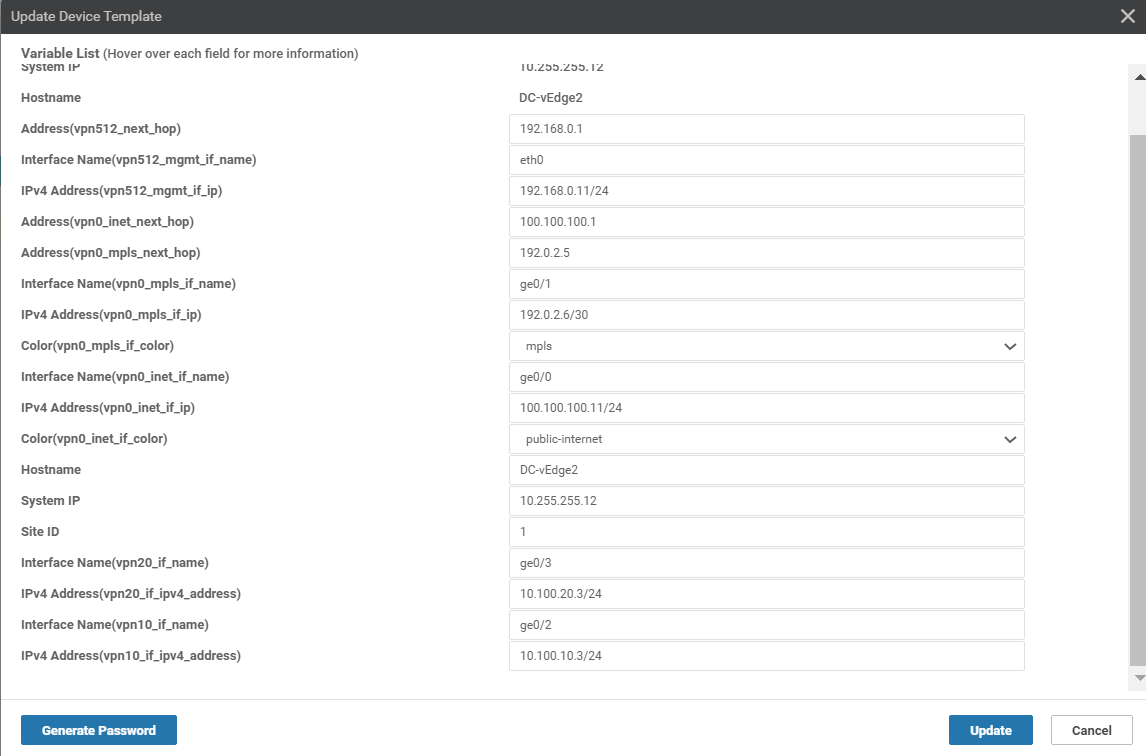 Update Device Template
Variable List (Hover over each field for more information)
System IP 10.255.255.12
Hostname DC-vEdge2
Address(vpn512_next_hop) 192.168.0.1
Interface Name(vpn512_mgmt_if_name) eth0
IPv4 Address(vpn512_mgmt_if_ip) 192.168.0.11/24
Address(vpn0_inet_next_hop) 100.100.100.1
Address(vpn0_mpls_next_hop) 192.0.2.5
Interface Name(vpn0_mpls_if_name) ge0/1
IPv4 Address(vpn0_mpls_if_ip) 192.0.2.6/30
Color(vpn0_mpls_if_color) mpls
Interface Name(vpn0_inet_if_name) ge0/0
IPv4 Address(vpn0_inet_if_ip) 100.100.100.11/24
Color(vpn0_inet_if_color) public-internet
Hostname DC-vEdge2
System IP 10.255.255.12
Site ID 1
Interface Name(vpn20_if_name) ge0/3
IPv4 Address(vpn20_if_ipv4_address) 10.100.20.3/24
Interface Name(vpn10_if_name) ge0/2
IPv4 Address(vpn10_if_ipv4_address) 10.100.10.3/24
Generate Password Update Cancel